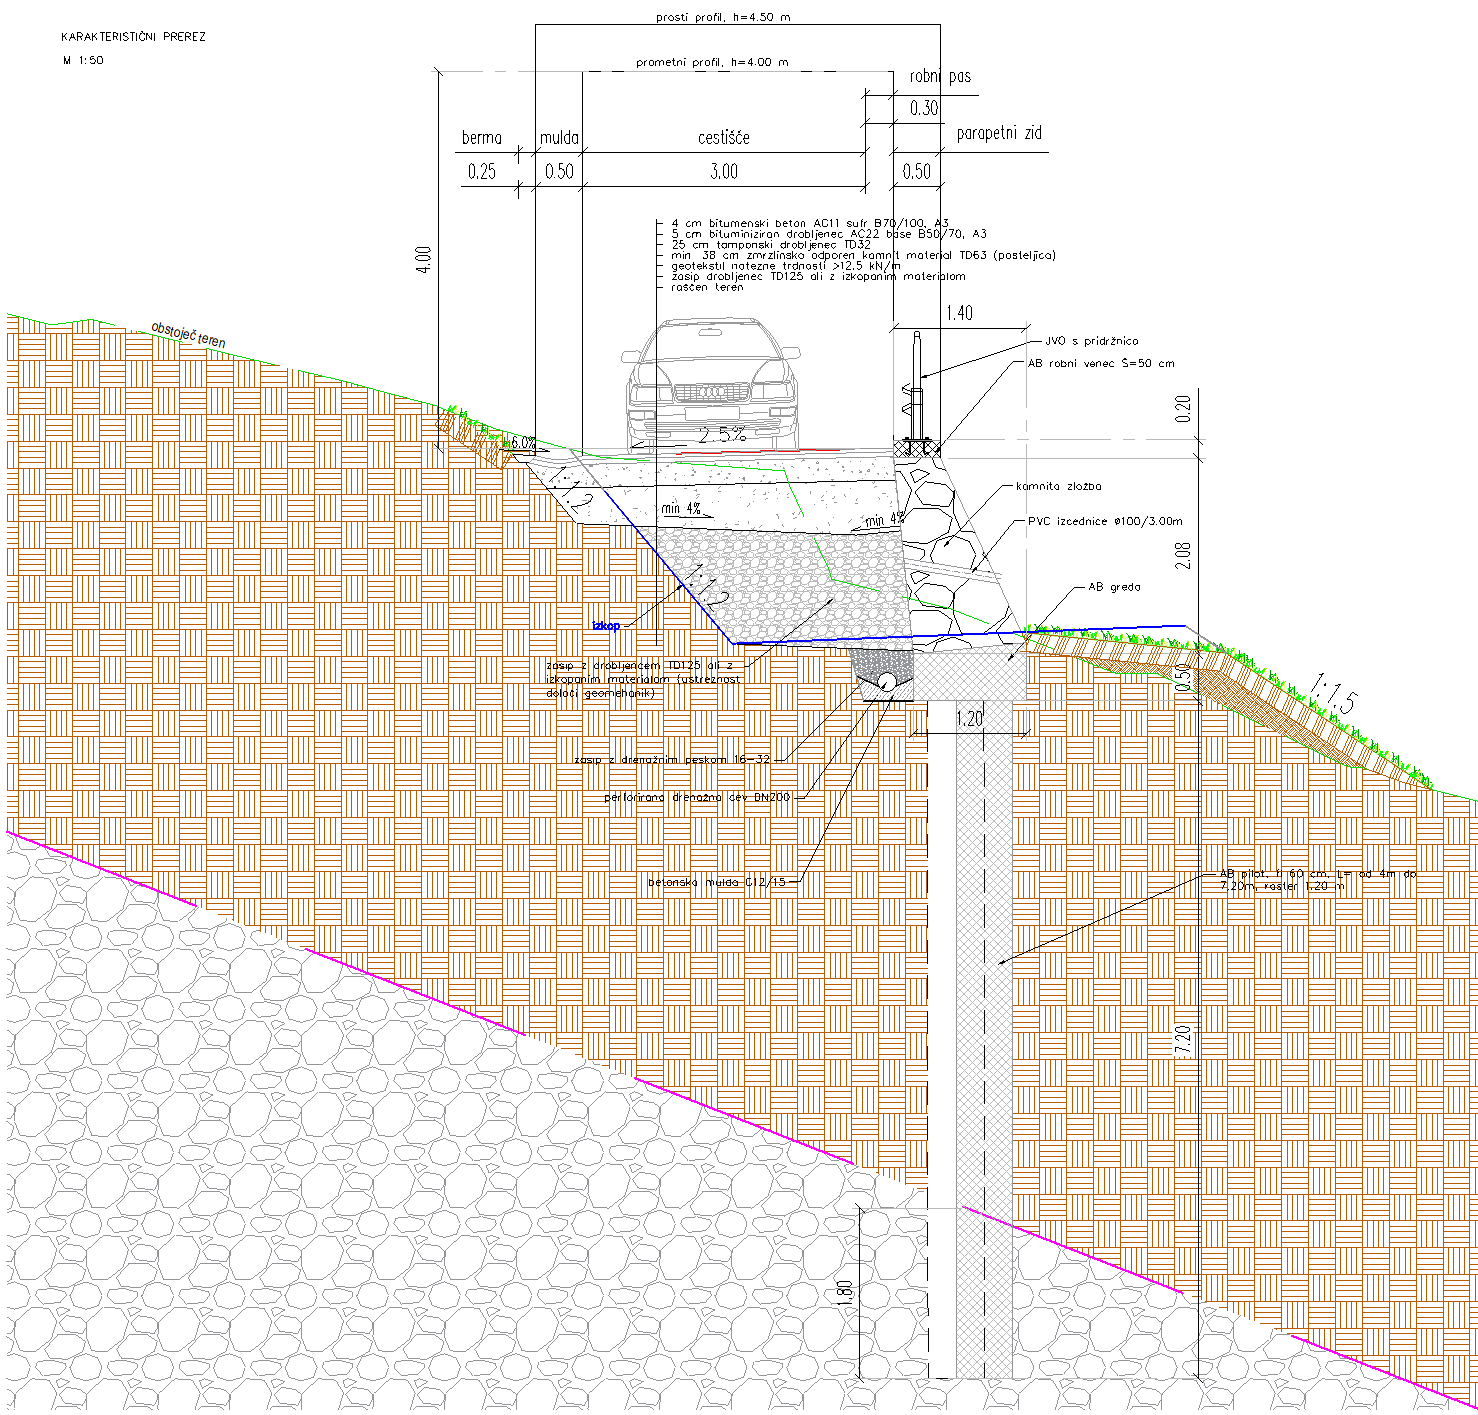 KARAKTERISTIČNI PREREZ
M 1:50
prosti profil, h=4.50 m
prometni profil, h=4.00 m
robni pas
0.30
berma
mulda
cestišče
parapetni zid
0.25
0.50
3.00
0.50
4.00
4 cm bitumenski beton AC11 surf B70/100, A3
5 cm bituminiziran drobljenec AC22 base B50/70, A3
25 cm tamponski drobljenec TD32
min 38 cm zmrzlinsko odporen kamnit material TD63 (posteljica)
geotekstil natezne trdnosti >12.5 kN/m
zasip drobljenec TD125 ali z izkopanim materialom
raščen teren
1.40
obstoječ teren
JVO s pridržnico
AB robni venec Š=50 cm
0.20
6.0%
2.5%
1:1.2
kamnita zložba
min 4%
min 4%
PVC izcednice ø100/3.00m
2.08
1:1.2
AB greda
izkop
zasip z drobljencem TD125 ali z
izkopanim materialom (ustreznost
določi geomehanik)
0.50
1:1.5
1.20
zasip z drenažnim peskom 16-32
perforirana drenažna cev DN200
betonska mulda C12/15
AB pilot, fi 60 cm, L= od 4m do
7.20m, raster 1.20 m
7.20
1.80